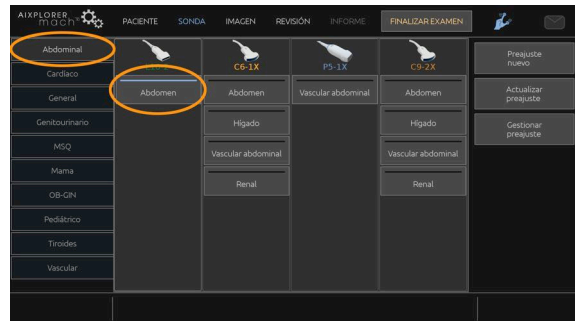 AIXPLORER
mach
PACIENTE SONDA IMAGEN REVISIÓN INFORME FINALIZAR EXAMEN
Abdominal
Cardíaco
General
Genitourinario
MSQ
Mama
OB-GIN
Pediátrico
Tiroides
Vascular
Abdomen
C6-1X
Abdomen
Hígado
Vascular abdominal
Renal
P5-1X
Vascular abdominal
C9-2X
Abdomen
Hígado
Vascular abdominal
Renal
Preajuste
nuevo
Actualizar
preajuste
Gestionar
preajuste